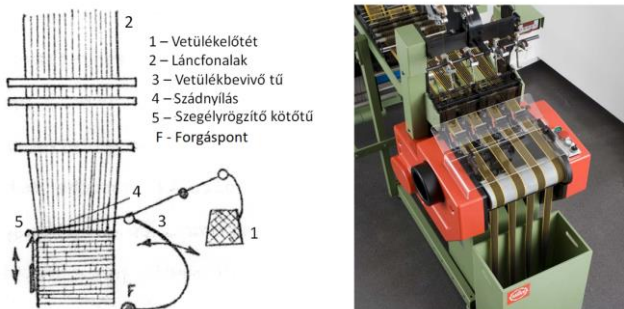 2
1 – Vetülékelőtét
2 – Láncfonalak
3 – Vetülékbevivő tű
4 – Szádnyílás
5 – Szegélyrögzítő kötőtű
F - Forgáspont
4
5
3
1
F